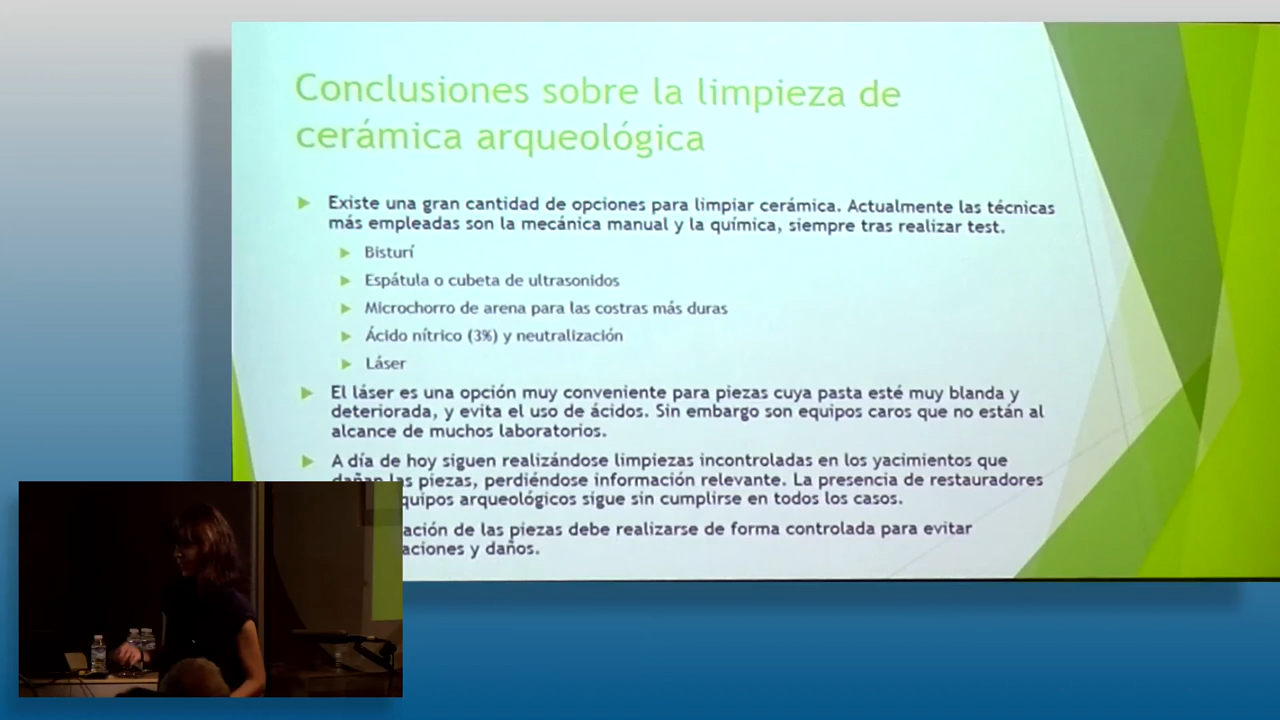 Conclusiones sobre la limpieza de
cerámica arqueológica
Existe una gran cantidad de opciones para limpiar cerámica. Actualmente las técnicas
más empleadas son la mecánica manual y la química, siempre tras realizar test.
Bisturí
Espátula o cubeta de ultrasonidos
Microchorro de arena para las costras más duras
Ácido nítrico (3%) y neutralización
Láser
El láser es una opción muy conveniente para piezas cuya pasta esté muy blanda y
deteriorada, y evita el uso de ácidos. Sin embargo son equipos caros que no están al
alcance de muchos laboratorios.
A día de hoy siguen realizándose limpiezas incontroladas en los yacimientos que
dañan las piezas, perdiéndose información relevante. La presencia de restauradores
quipos arqueológicos sigue sin cumplirse en todos los casos.
ación de las piezas debe realizarse de forma controlada para evitar
aciones y daños.